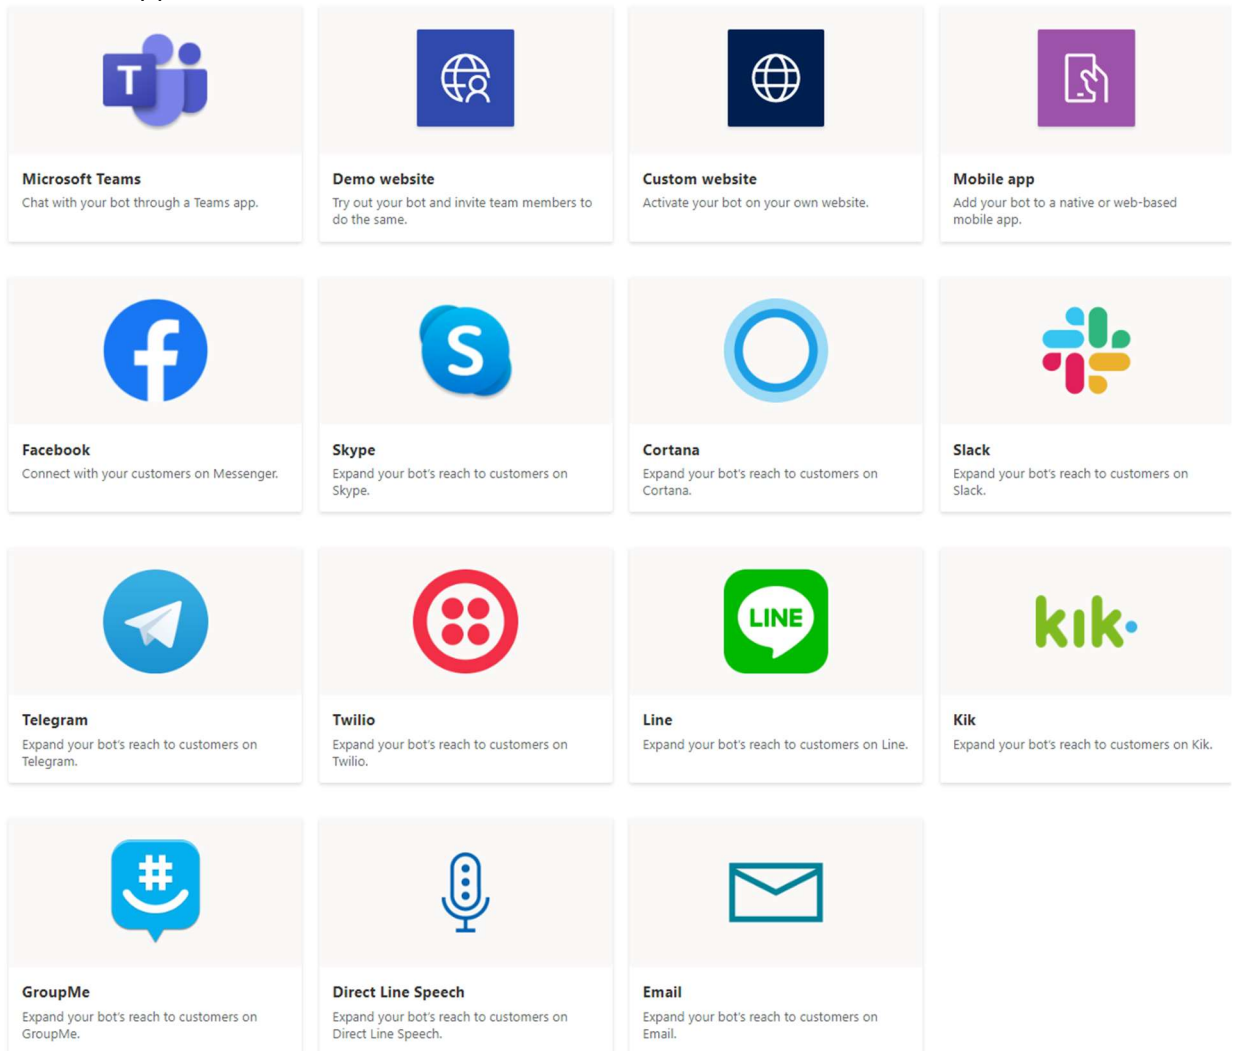 T
Microsoft Teams
Chat with your bot through a Teams app.
Demo website
Try out your bot and invite team members to
do the same.
Custom website
Activate your bot on your own website.
Mobile app
Add your bot to a native or web-based
mobile app.
f
Facebook
Connect with your customers on Messenger.
S
Skype
Expand your bot's reach to customers on
Skype.
Cortana
Expand your bot's reach to customers on
Cortana.
Slack
Expand your bot's reach to customers on
Slack.
Telegram
Expand your bot's reach to customers on
Telegram.
Twilio
Expand your bot's reach to customers on
Twilio.
LINE
Line
Expand your bot's reach to customers on Line.
kik
Kik
Expand your bot's reach to customers on Kik.
#
GroupMe
Expand your bot's reach to customers on
GroupMe.
Direct Line Speech
Expand your bot's reach to customers on
Direct Line Speech.
Email
Expand your bot's reach to customers on
Email.